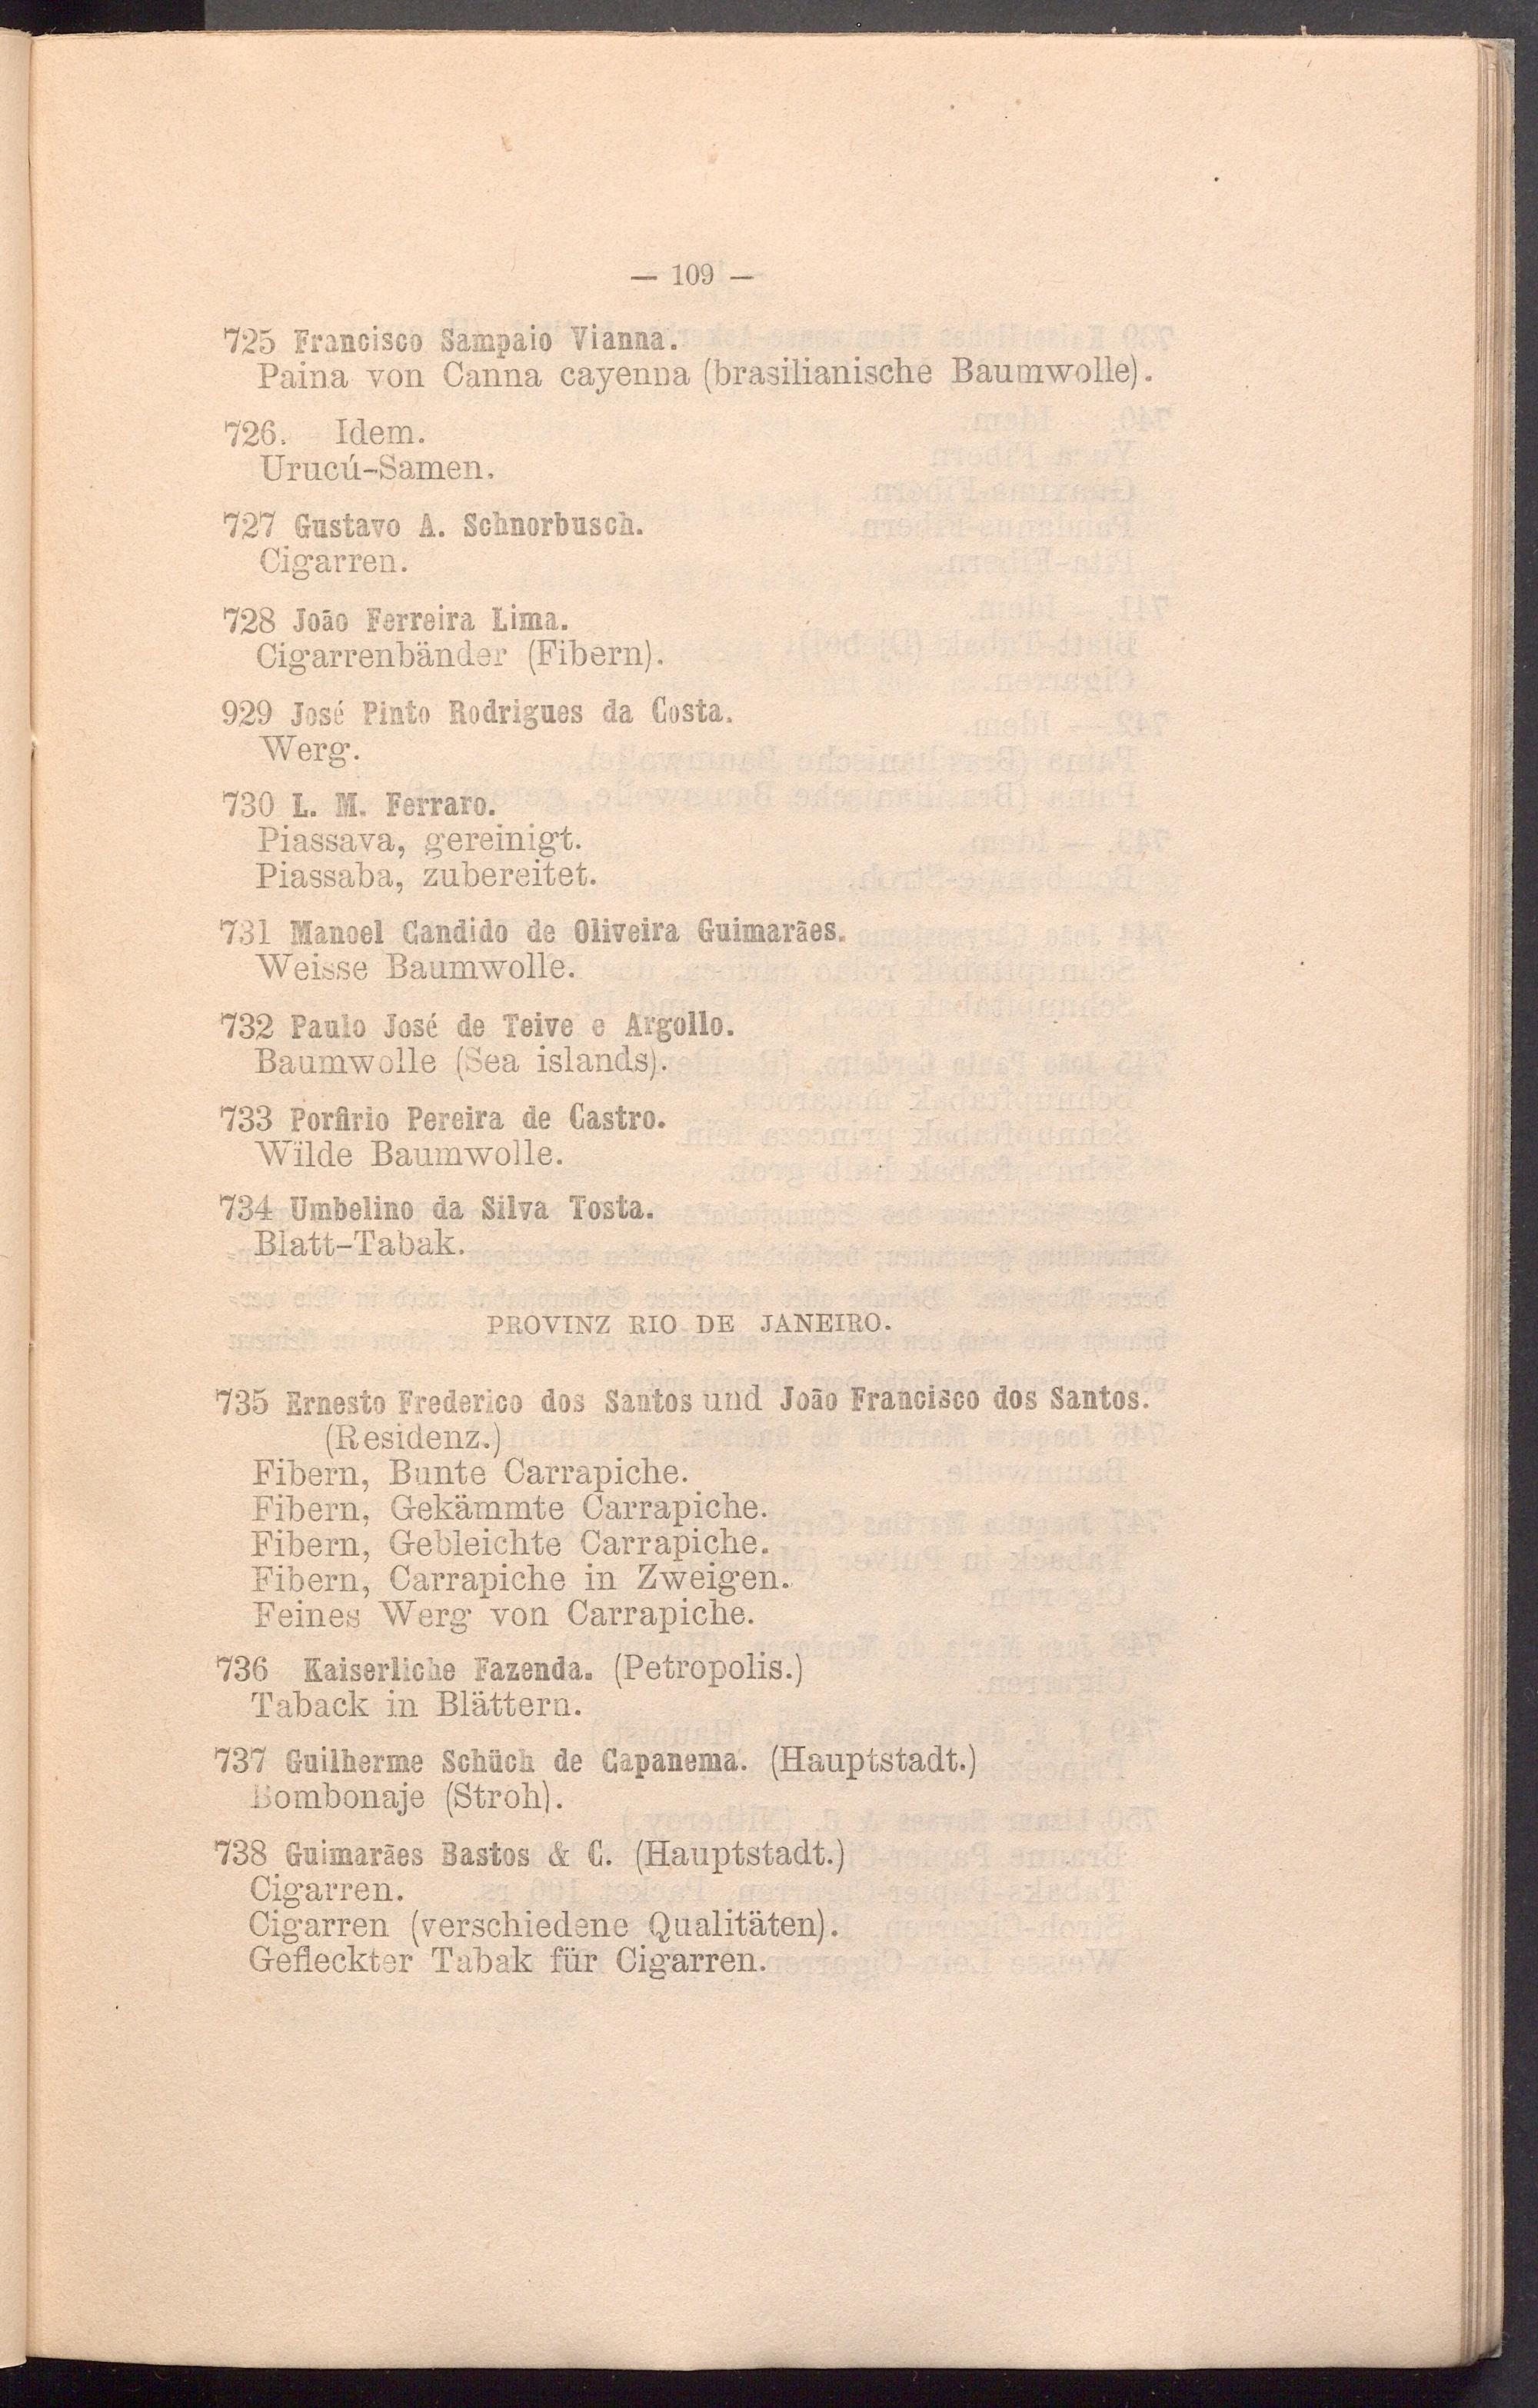 — 109 —
725 Francisco Sampaio Vianna.
Paina von Canna cayenna (brasilianische Baumwolle).
726. Idem.
Urucú-Samen.
727 Gustavo A. Schnorbusch.
Cigarren.
728 João Ferreira Lima.
Cigarrenbänder (Fibern).
929 José Pinto Rodrigues da Costa.
Werg.
730 L. M. Ferraro.
Piassava, gereinigt.
Piassaba, zubereitet.
731 Manoel Candido de Oliveira Guimarães.
Weisse Baumwolle.
732 Paulo José de Teive e Argollo.
Baumwolle (Sea islands).
733 Porfirio Pereira de Castro.
Wilde Baumwolle.
734 Umbelino da Silva Tosta.
Blatt-Tabak.
PROVINZ RIO DE JANEIRO.
735 Ernesto Frederico dos Santos und João Francisco dos Santos.
(Residenz.)
Fibern, Bunte Carrapiche.
Fibern, Gekämmte Carrapiche.
Fibern, Gebleichte Carrapiche.
Fibern, Carrapiche in Zweigen.
Feines Werg von Carrapiche.
736 Kaiserliche Fazenda. (Petropolis.)
Taback in Blättern.
737 Guilherme Schüch de Capanema. (Hauptstadt.)
Bombonaje (Stroh).
738 Guimarães Bastos & C. (Hauptstadt.)
Cigarren.
Cigarren (verschiedene Qualitäten).
Gefleckter Tabak für Cigarren.